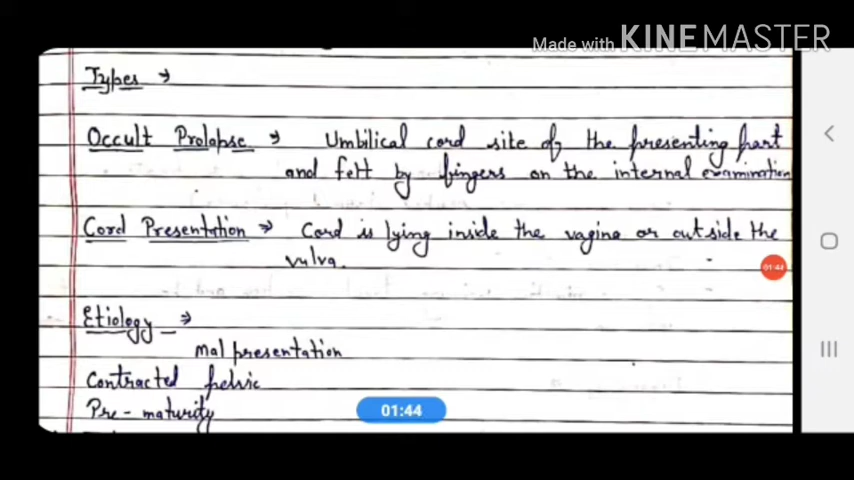 Made with KINEMASTER
Types →
Occult Prolapse → Umbilical cord site of the presenting part
and felt by fingers on the internal examination
Cord Presentation → Cord is lying inside the vagina or outside the
vulva.
01:44
Etiology →
mal presentation
Contracted pelvic
Pre-maturity
01:44